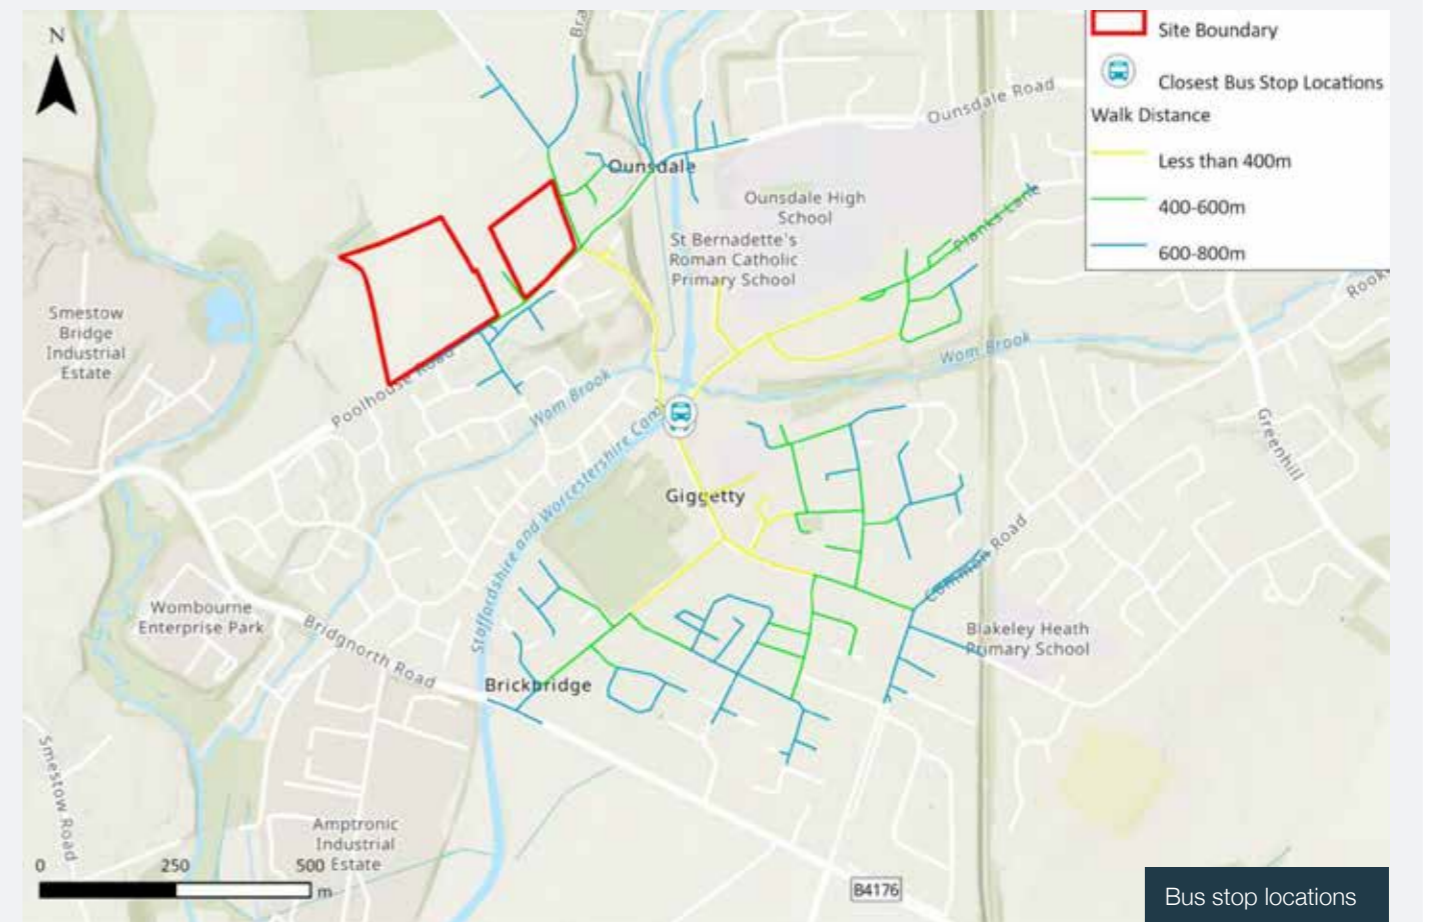 N
Bra
Site Boundary
Closest Bus Stop Locations
Walk Distance
Less than 400m
400-600m
600-800m
Ounsdale Road
Ounsdale
Ounsdale High
School
Planks Lane
St Bernadette's
Roman Catholic
Primary School
Rook
Smestow
Bridge
Industrial
Estate
Wom Brook
Poolhouse Road
Wom Brook
Staffordshire and Worcestershire Canal
Greenhill
Giggetty
Common Road
Wombourne
Enterprise Park
Bridgnorth Road
Blakeley Heath
Primary School
Brickbridge
Smestow Road
Amptronic
Industrial
Estate
0 250 500
m
B4176
Bus stop locations